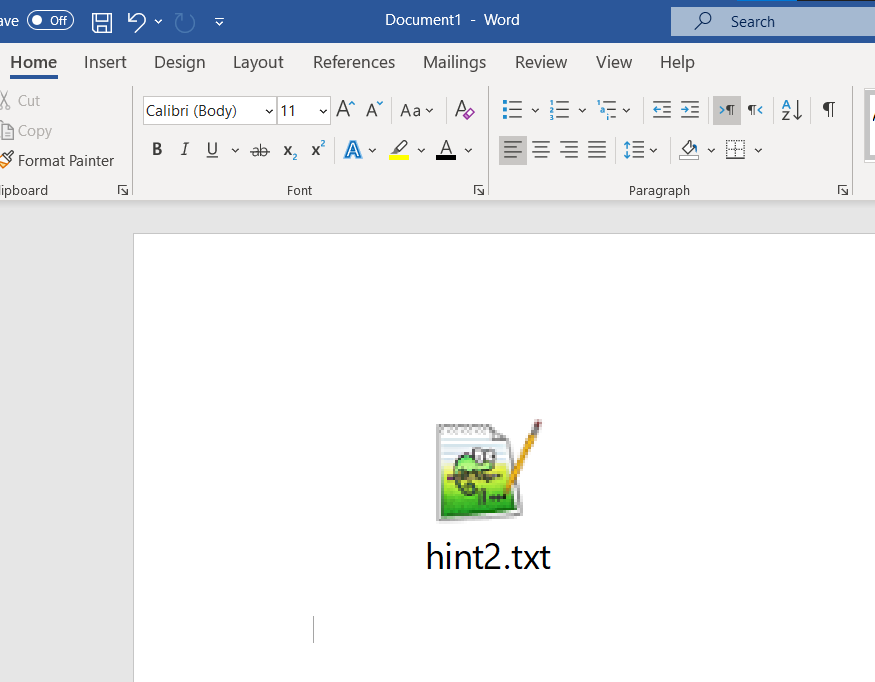 ave Off Document1 - Word Search
Home Insert Design Layout References Mailings Review View Help
Cut
Copy
Format Painter
lipboard
Calibri (Body) 11 A A Aa A
B I U ab x2 x2 A A
Font
Paragraph
hint2.txt